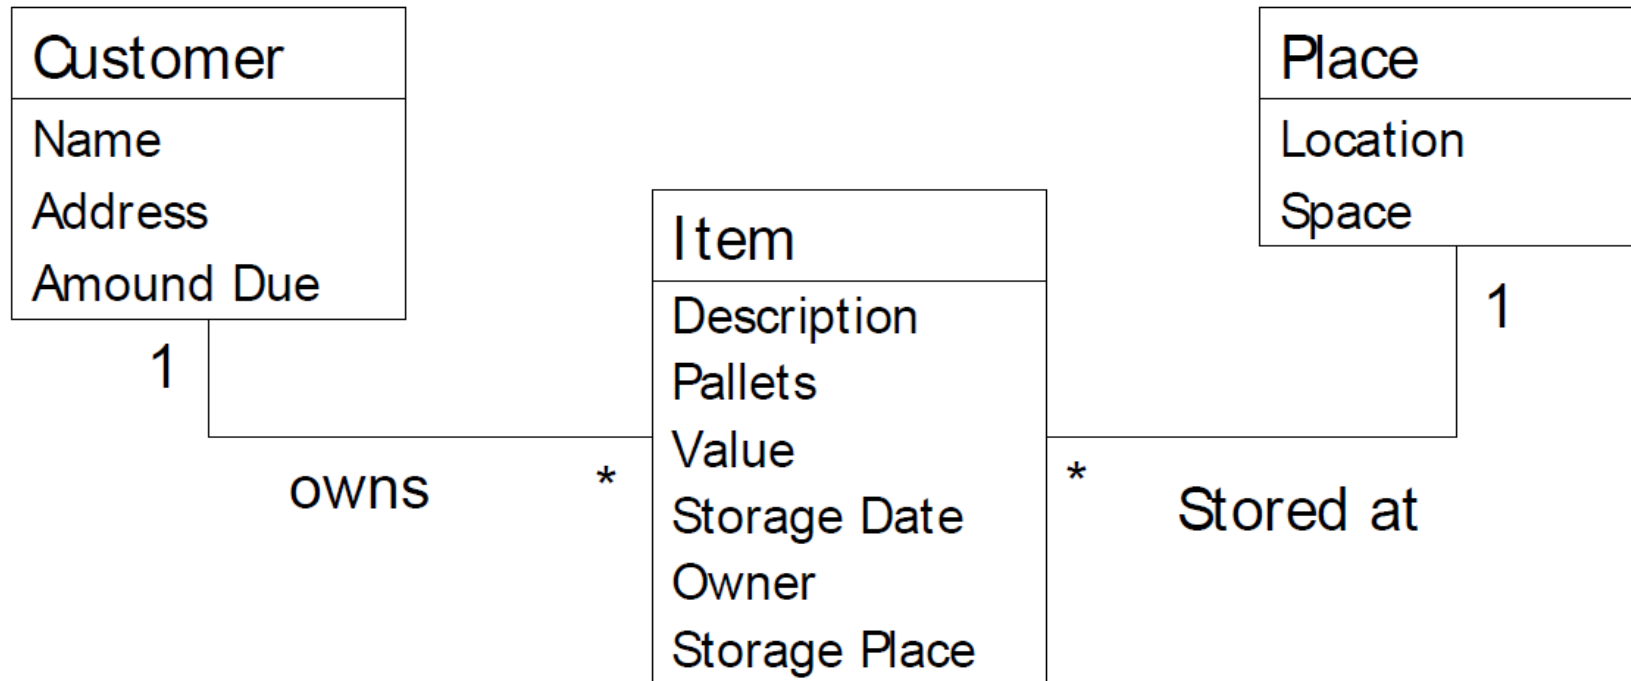 Customer
Name
Address
Amound Due
1
owns
*
Item
Description
Pallets
Value
Storage Date
Owner
Storage Place
*
Stored at
1
Place
Location
Space